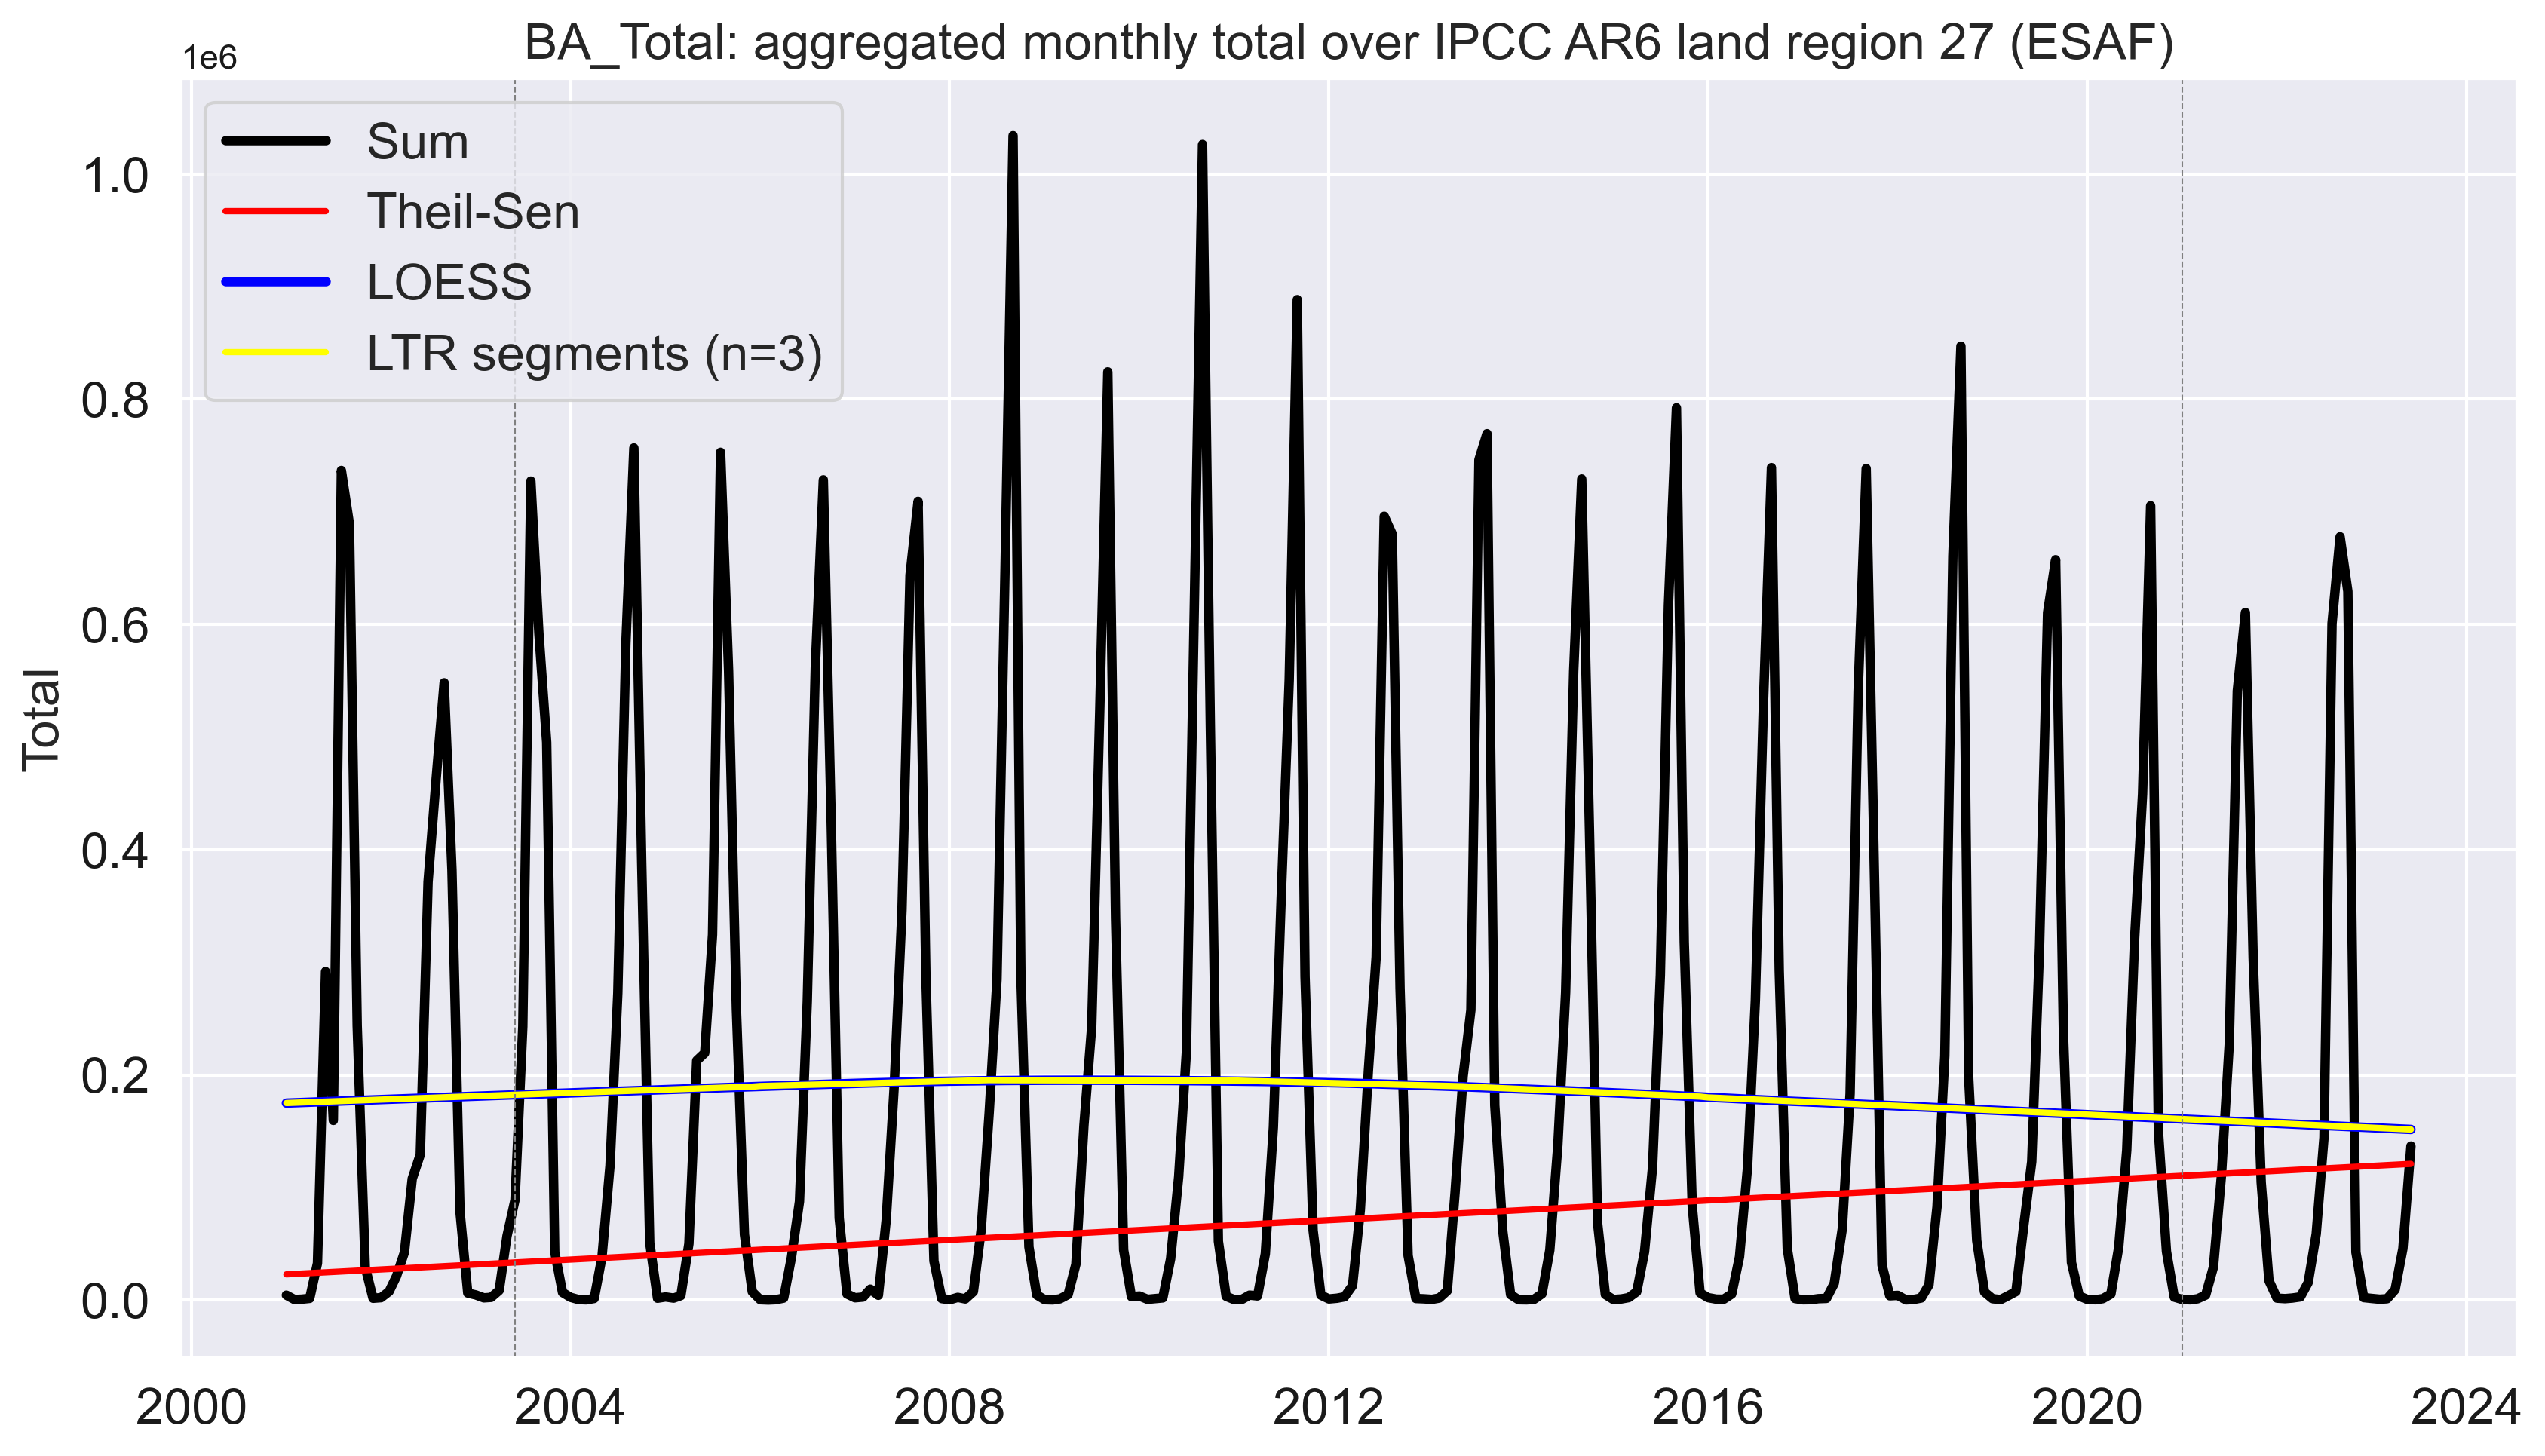 BA_Total: aggregated monthly total over IPCC AR6 land region 27 (ESAF)
1e6
Sum
Theil-Sen
LOESS
LTR segments (n=3)
Total
1.0
0.8
0.6
0.4
0.2
0.0
2000 2004 2008 2012 2016 2020 2024